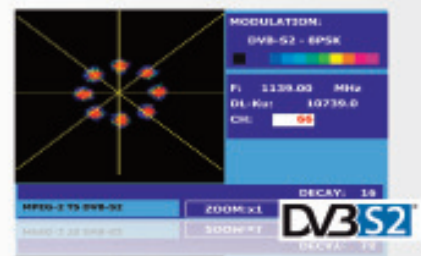 MODULATION:
DVB-S2 - 8PSK
F: 1139.00 MHz
DL-Ku: 10739.0
CH: 66
DECAY: 16
MPEG-2 TS DVB-S2
ZOOM:x1
DVB S2